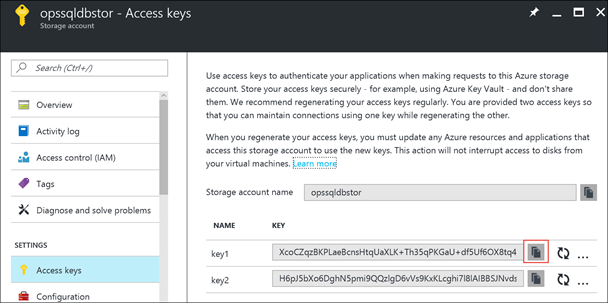 opssqldbstor - Access keys
Storage account
Search (Ctrl+/)
Overview
Activity log
Access control (IAM)
Tags
Diagnose and solve problems
SETTINGS
Access keys
Configuration
Use access keys to authenticate your applications when making requests to this Azure storage
account. Store your access keys securely - for example, using Azure Key Vault - and don't share
them. We recommend regenerating your access keys regularly. You are provided two access keys so
that you can maintain connections using one key while regenerating the other.
When you regenerate your access keys, you must update any Azure resources and applications that
access this storage account to use the new keys. This action will not interrupt access to disks from
your virtual machines. Learn more
Storage account name opssqldbstor
NAME KEY
key1 XcoCZqzBKPLaeBcnsHtqUaXLK+Th35qPKGaU+df5Uf6OX8tq4
key2 H6pJ5bXo6DghN5pmi9QQzlgD6vVs9KxKLcghi7l8lAIBBSJNvds